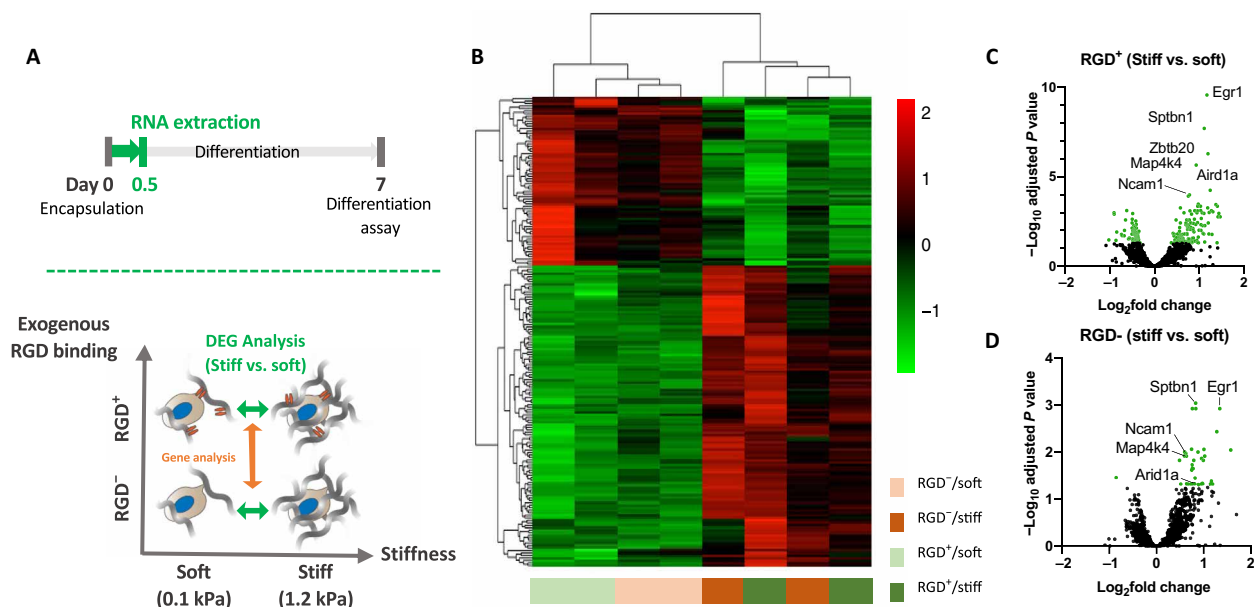 A
RNA extraction
Differentiation
Day 0
0.5
7
Encapsulation
Differentiation
assay
Exogenous
RGD binding
DEG Analysis
(Stiff vs. soft)
RGD⁺
Gene analysis
RGD⁻
Stiffness
Soft
(0.1 kPa)
Stiff
(1.2 kPa)
B
2
1
0
−1
RGD⁻/soft
RGD⁻/stiff
RGD⁺/soft
RGD⁺/stiff
C
RGD⁺ (Stiff vs. soft)
−Log₁₀ adjusted P value
10
5
0
Egr1
Sptbn1
Zbtb20
Map4k4
Aird1a
Ncam1
−2
−1
0
1
2
Log₂fold change
D
RGD- (stiff vs. soft)
−Log₁₀ adjusted P value
4
3
2
1
0
Sptbn1
Egr1
Ncam1
Map4k4
Arid1a
−2
−1
0
1
2
Log₂fold change